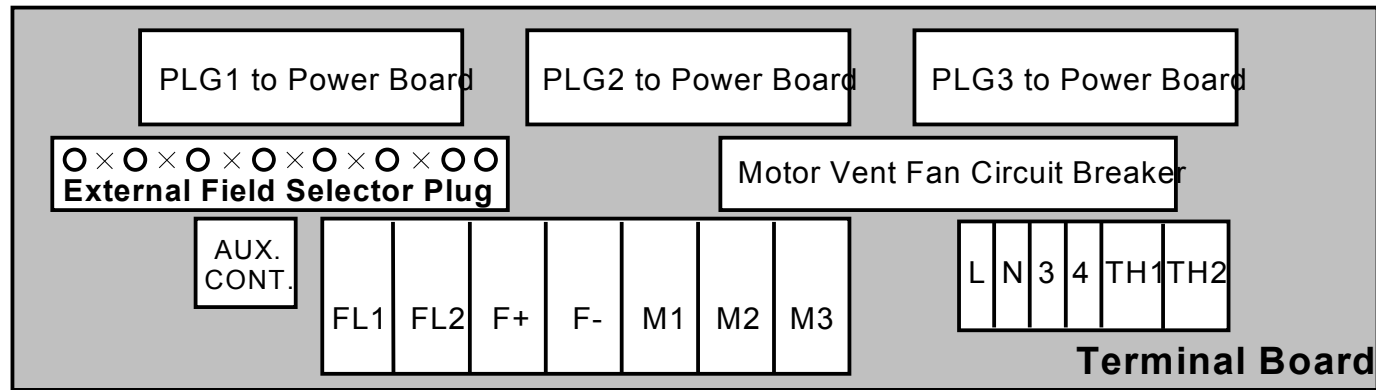 PLG1 to Power Board
PLG2 to Power Board
PLG3 to Power Board
External Field Selector Plug
Motor Vent Fan Circuit Breaker
AUX.
CONT.
FL1 FL2 F+ F- M1 M2 M3
L N 3 4 TH1 TH2
Terminal Board